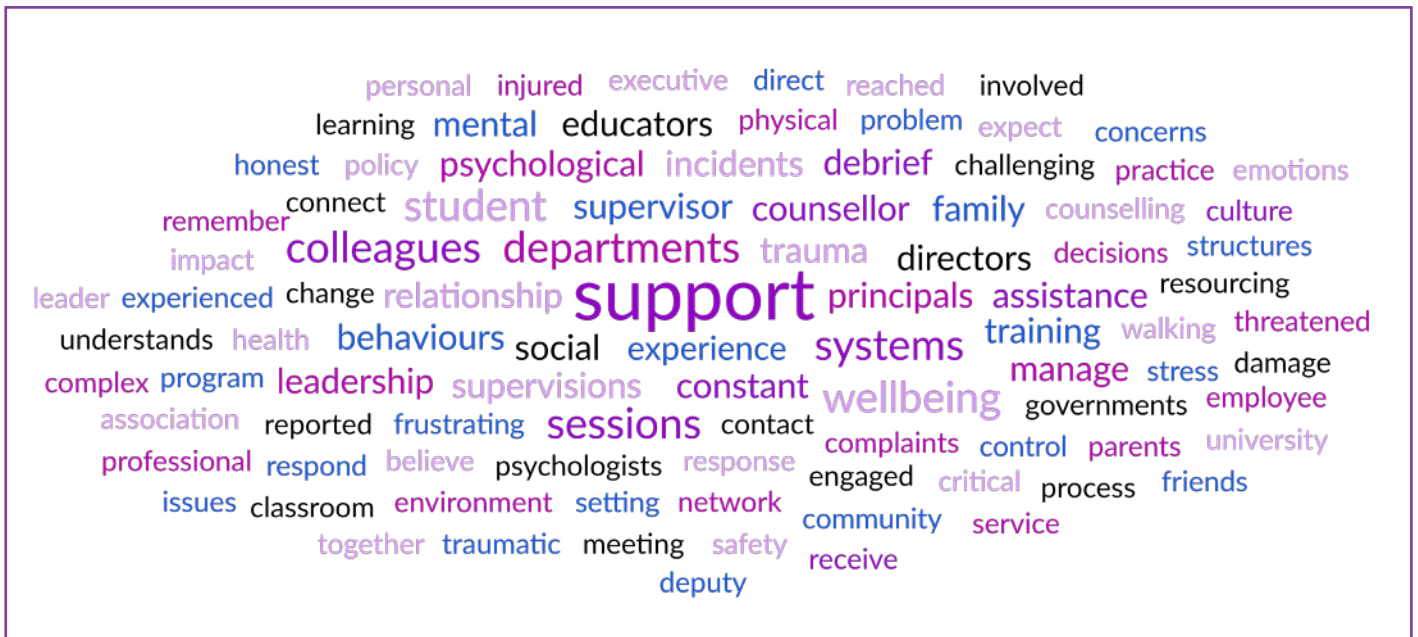 personal injured executive direct reached involved
learning mental educators physical problem expect concerns
honest policy psychological incidents debrief challenging practice emotions
remember connect student supervisor counsellor family counselling culture
impact colleagues departments trauma directors decisions structures
leader experienced change relationship support principals assistance resourcing
understands health behaviours social experience systems training walking threatened
complex program leadership supervisions constant wellbeing manage stress damage
association reported frustrating sessions contact governments employee
professional respond believe psychologists response complaints control parents university
issues classroom environment setting network engaged critical process friends
together traumatic meeting safety community service
receive
deputy